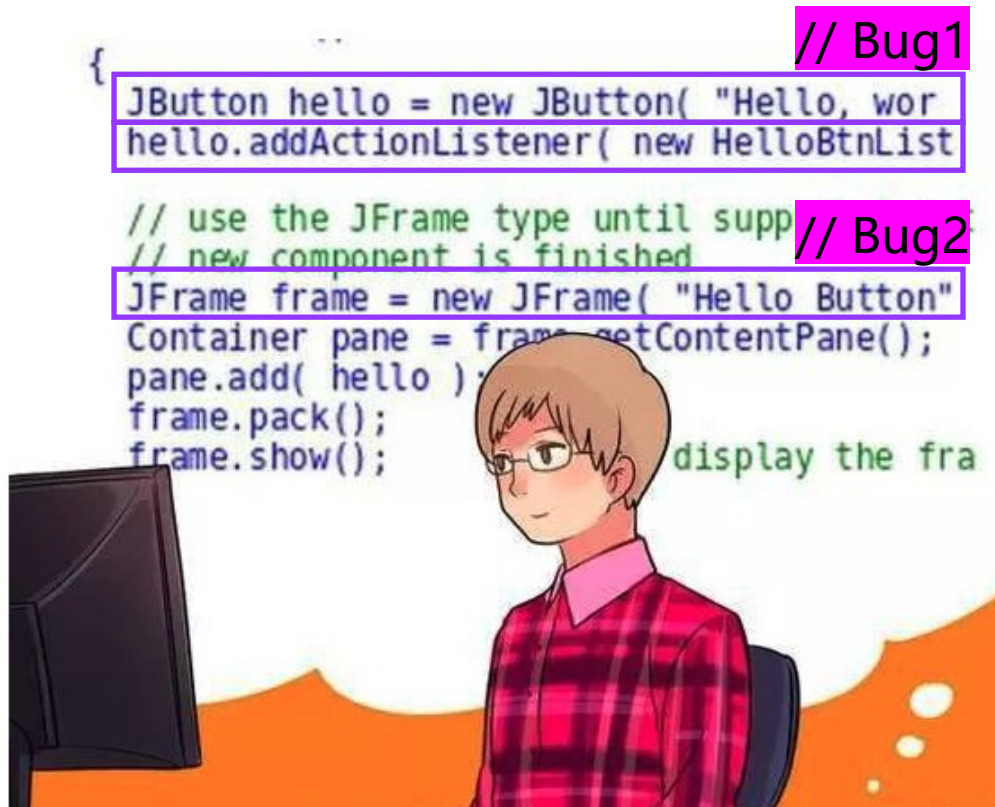 // Bug1
{
JButton hello = new JButton( "Hello, wor
hello.addActionListener( new HelloBtnList
// use the JFrame type until supp
// Bug2
// new component is finished
JFrame frame = new JFrame( "Hello Button"
Container pane = frame.getContentPane();
pane.add( hello );
frame.pack();
frame.show(); display the fra